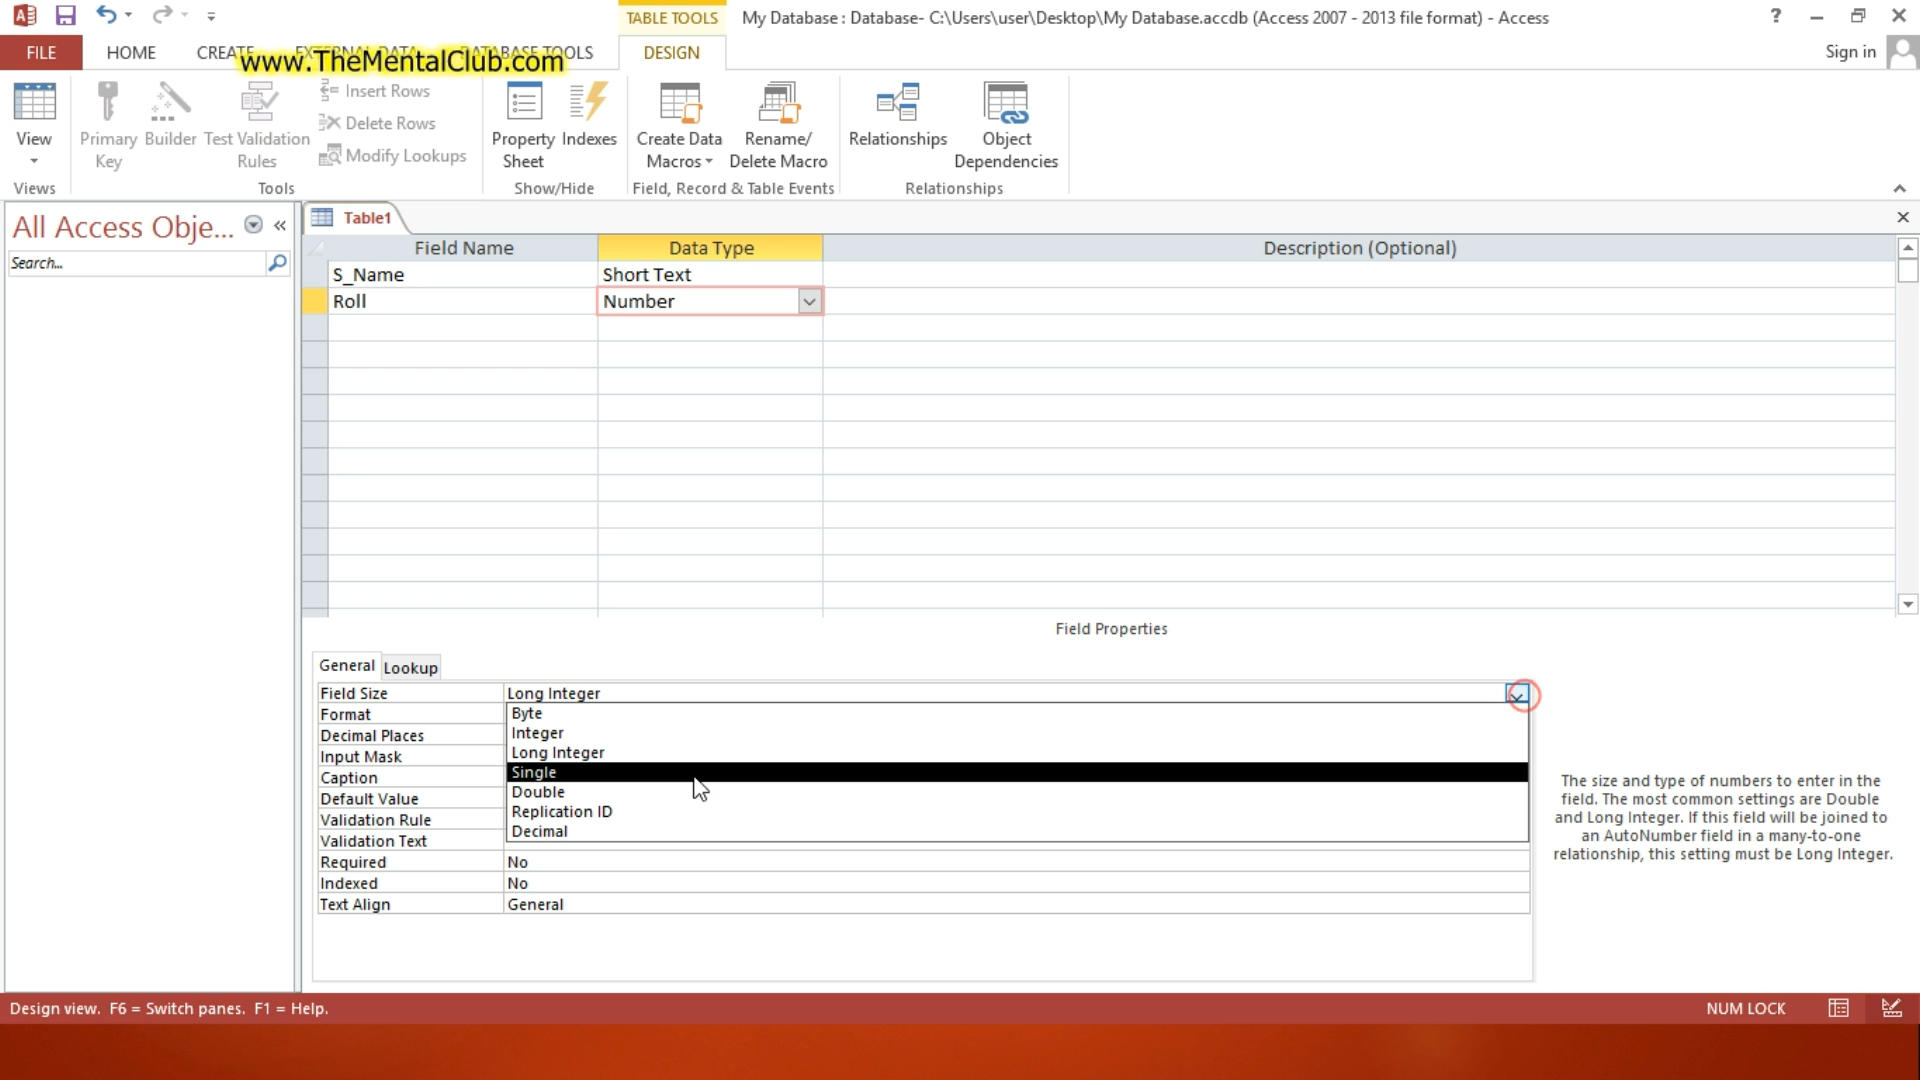 TABLE TOOLS
My Database : Database- C:\Users\user\Desktop\My Database.accdb (Access 2007 - 2013 file format) - Access
?
FILE
HOME
CREATE
EXTERNAL DATA
DATABASE TOOLS
DESIGN
Sign in
www.TheMentalClub.com
View
Primary Key
Builder
Test Validation Rules
Insert Rows
Delete Rows
Modify Lookups
Property Sheet
Indexes
Create Data Macros
Rename/ Delete Macro
Relationships
Object Dependencies
Views
Tools
Show/Hide
Field, Record & Table Events
Relationships
All Access Obje...
Search...
Table1
Field Name Data Type Description (Optional)
S_Name Short Text
Roll Number
Field Properties
General Lookup
Field Size Long Integer
Format
Decimal Places
Input Mask
Caption
Default Value
Validation Rule
Validation Text
Byte
Integer
Long Integer
Single
Double
Replication ID
Decimal
Required No
Indexed No
Text Align General
The size and type of numbers to enter in the
field. The most common settings are Double
and Long Integer. If this field will be joined to
an AutoNumber field in a many-to-one
relationship, this setting must be Long Integer.
Design view. F6 = Switch panes. F1 = Help.
NUM LOCK